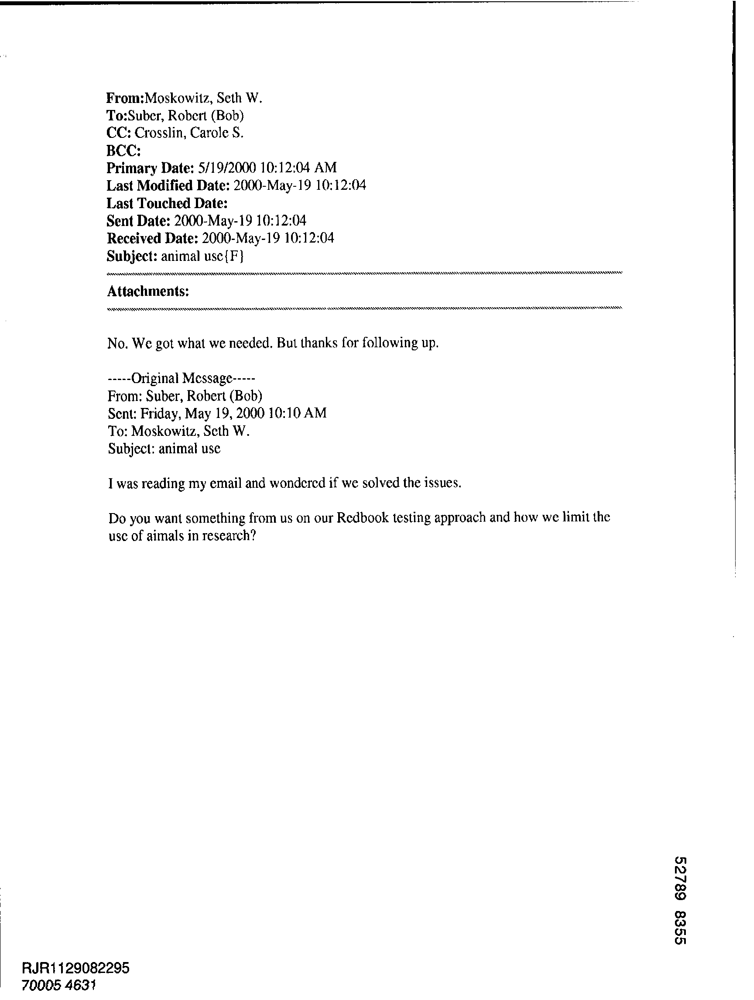 From:Moskowitz, Seth W.
To:Suber, Robert (Bob)
CC: Crosslin, Carole S.
BCC:
Primary Date: 5/19/2000 10:12:04 AM
Last Modified Date: 2000-May-19 10:12:04
Last Touched Date:
Sent Date: 2000-May-19 10:12:04
Received Date: 2000-May-19 10:12:04
Subject: animal use{F}
Attachments:
No. We got what we needed. But thanks for following up.
-----Original Message-----
From: Suber, Robert (Bob)
Sent: Friday, May 19, 2000 10:10 AM
To: Moskowitz, Seth W.
Subject: animal use
I was reading my email and wondered if we solved the issues.
Do you want something from us on our Redbook testing approach and how we limit the
use of aimals in research?
52789 8355
RJR1129082295
70005 4631